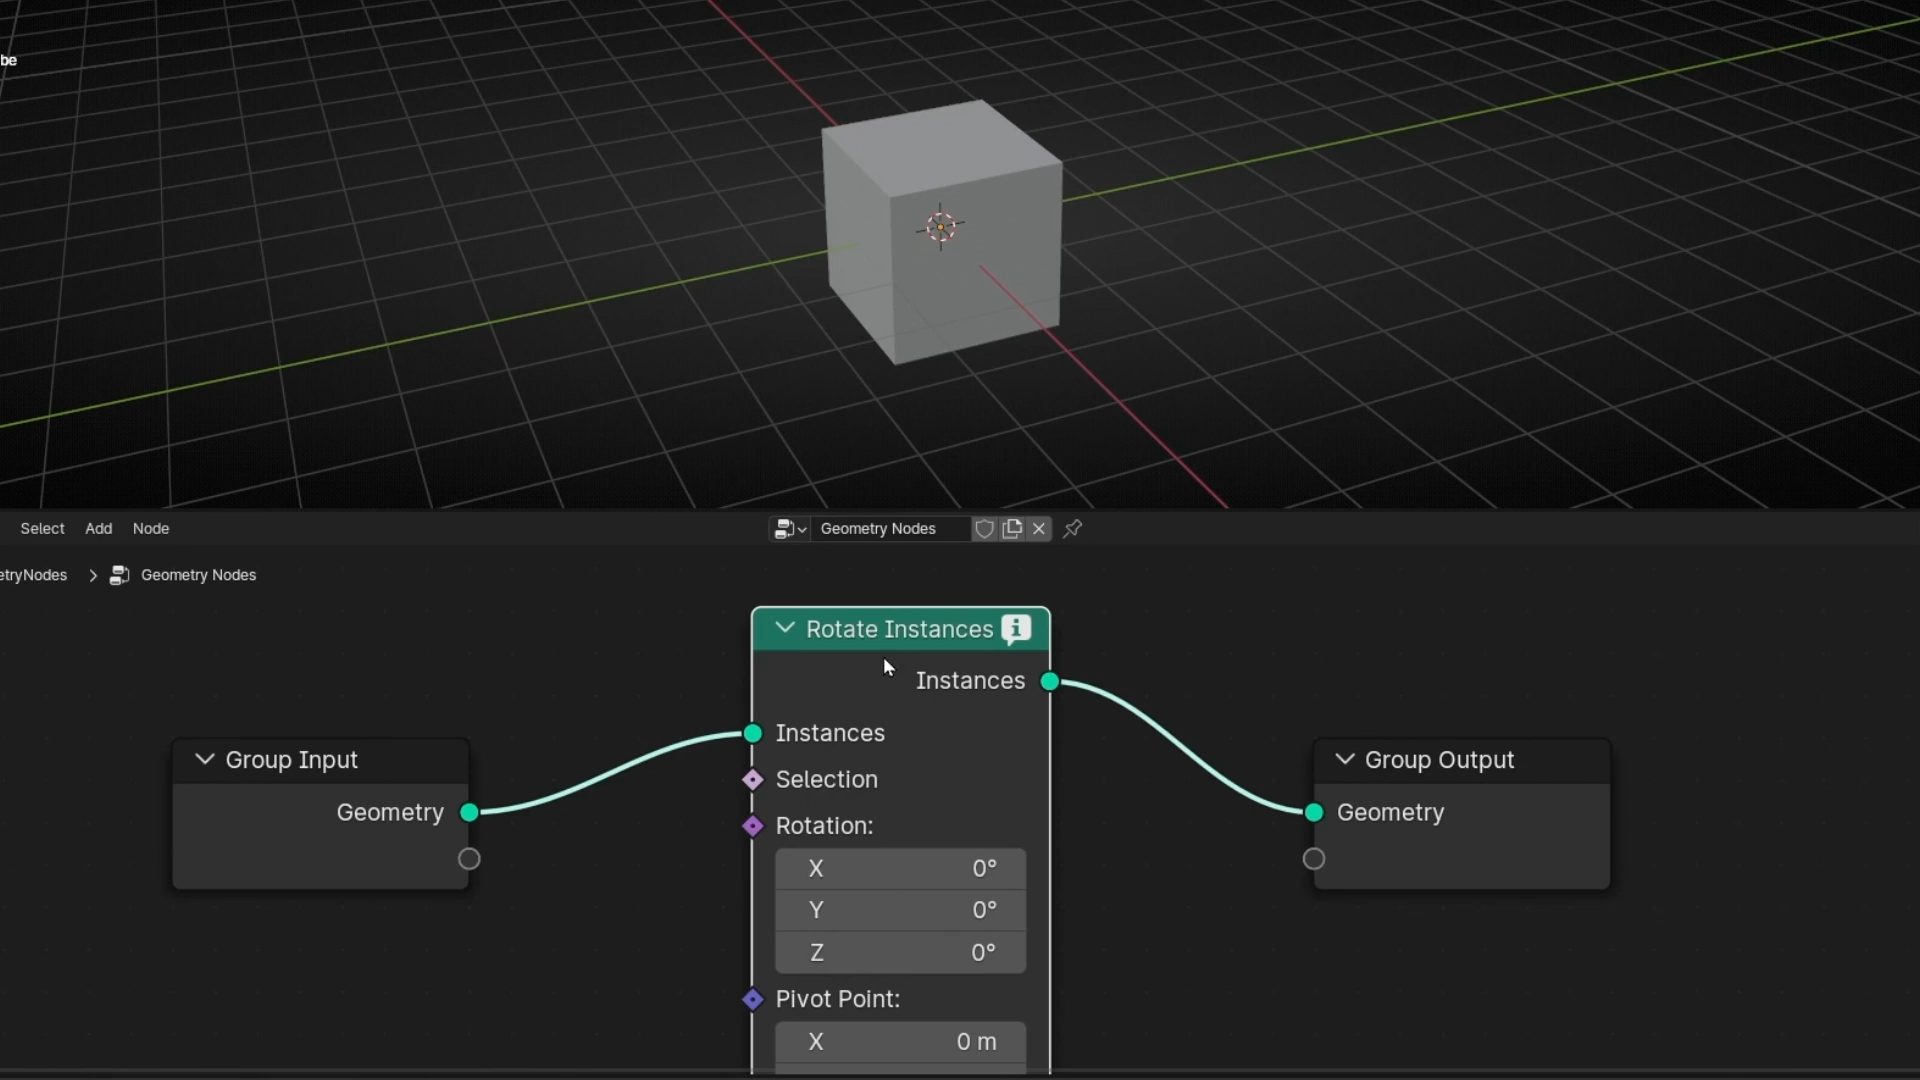 be
Select Add Node
Geometry Nodes
etryNodes
Geometry Nodes
Rotate Instances
Instances
Instances
Selection
Rotation:
X 0°
Y 0°
Z 0°
Pivot Point:
X 0 m
Group Input
Geometry
Group Output
Geometry